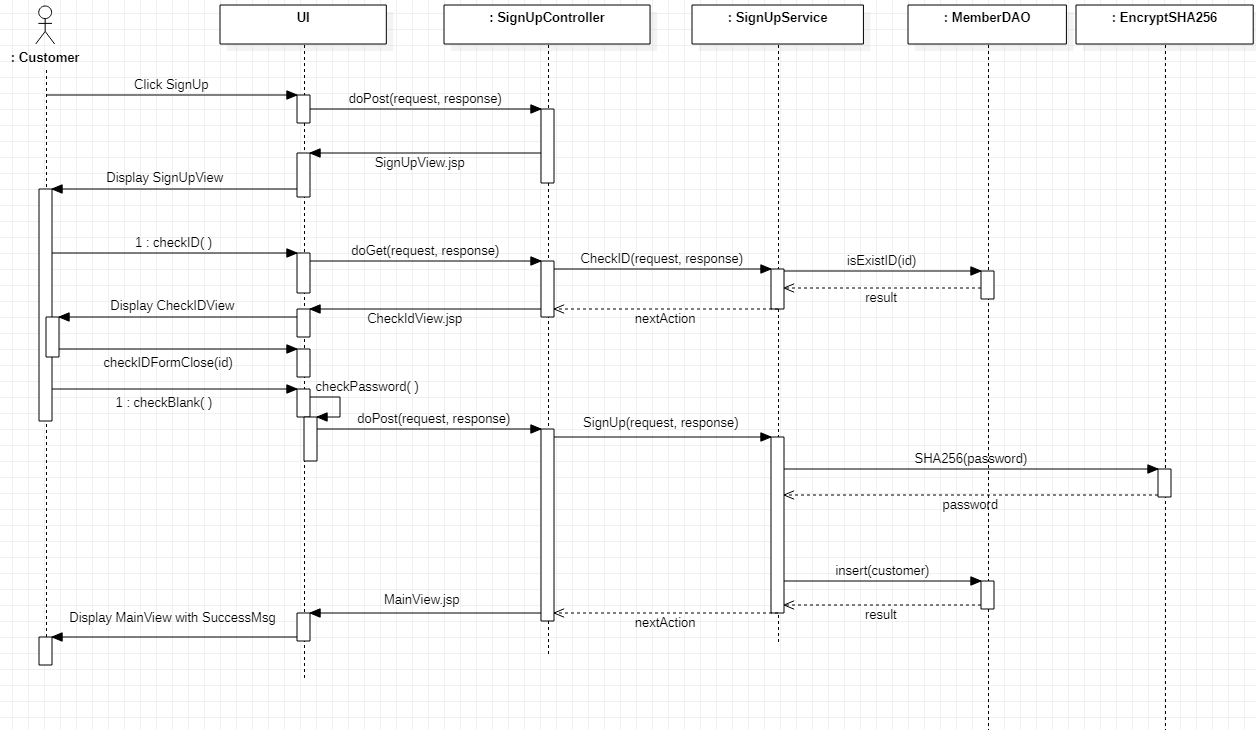 UI
: SignUpController
: SignUpService
: MemberDAO
: EncryptSHA256
: Customer
Click SignUp
doPost(request, response)
SignUpView.jsp
Display SignUpView
1 : checkID( )
doGet(request, response)
CheckID(request, response)
isExistID(id)
result
Display CheckIDView
CheckIdView.jsp
nextAction
checkIDFormClose(id)
checkPassword( )
1 : checkBlank( )
doPost(request, response)
SignUp(request, response)
SHA256(password)
password
insert(customer)
MainView.jsp
result
Display MainView with SuccessMsg
nextAction